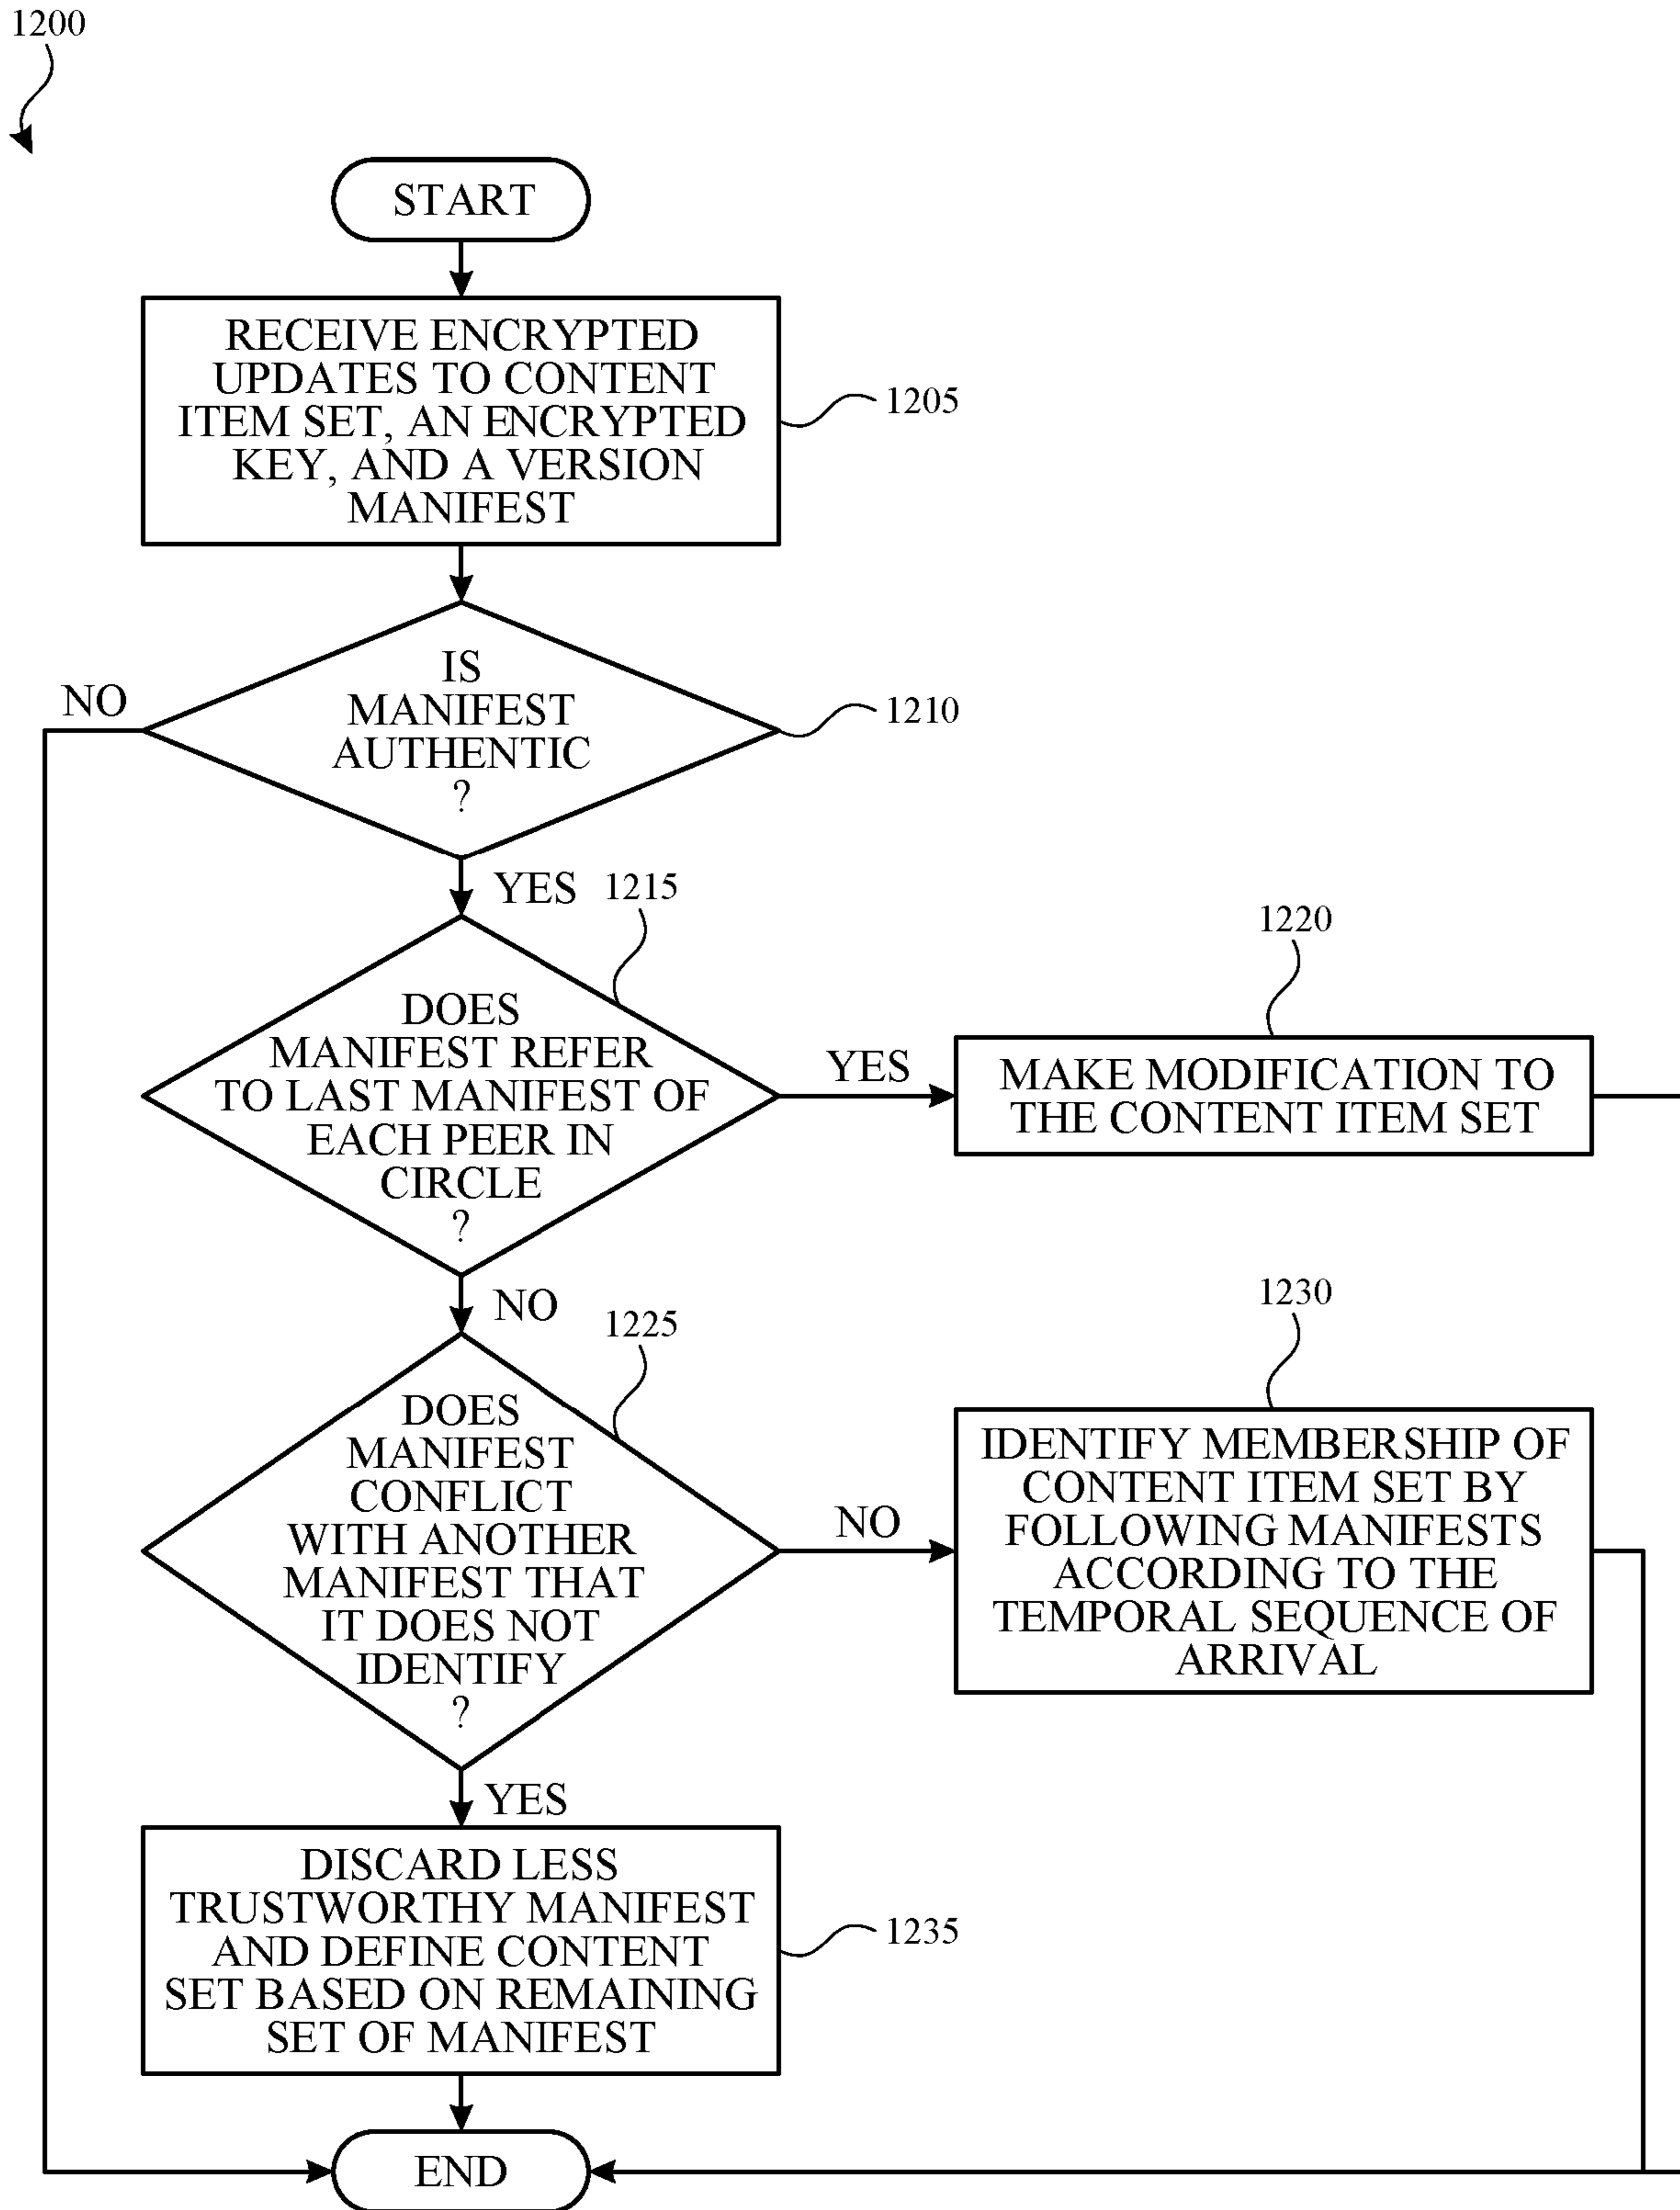 1200
START
RECEIVE ENCRYPTED
UPDATES TO CONTENT
ITEM SET, AN ENCRYPTED
KEY, AND A VERSION
MANIFEST
1205
IS
MANIFEST
AUTHENTIC
?
NO
1210
YES
1215
DOES
MANIFEST REFER
TO LAST MANIFEST OF
EACH PEER IN
CIRCLE
?
YES
1220
MAKE MODIFICATION TO
THE CONTENT ITEM SET
NO
1225
DOES
MANIFEST
CONFLICT
WITH ANOTHER
MANIFEST THAT
IT DOES NOT
IDENTIFY
?
NO
1230
IDENTIFY MEMBERSHIP OF
CONTENT ITEM SET BY
FOLLOWING MANIFESTS
ACCORDING TO THE
TEMPORAL SEQUENCE OF
ARRIVAL
YES
DISCARD LESS
TRUSTWORTHY MANIFEST
AND DEFINE CONTENT
SET BASED ON REMAINING
SET OF MANIFEST
1235
END